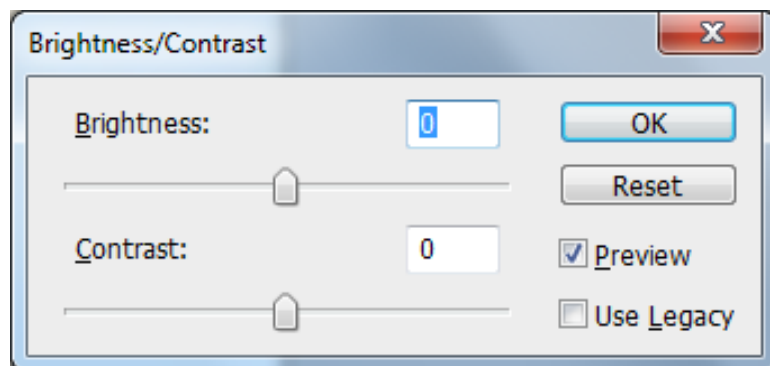 Brightness/Contrast
Brightness: 0
OK
Reset
Contrast: 0
Preview
Use Legacy